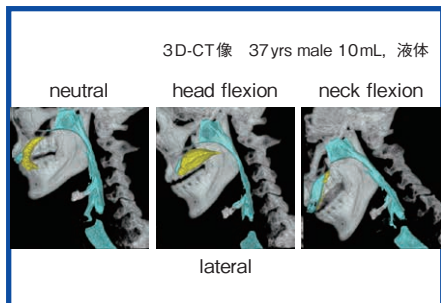 3D-CT像　37yrs male 10mL，液体
neutral head flexion neck flexion
lateral